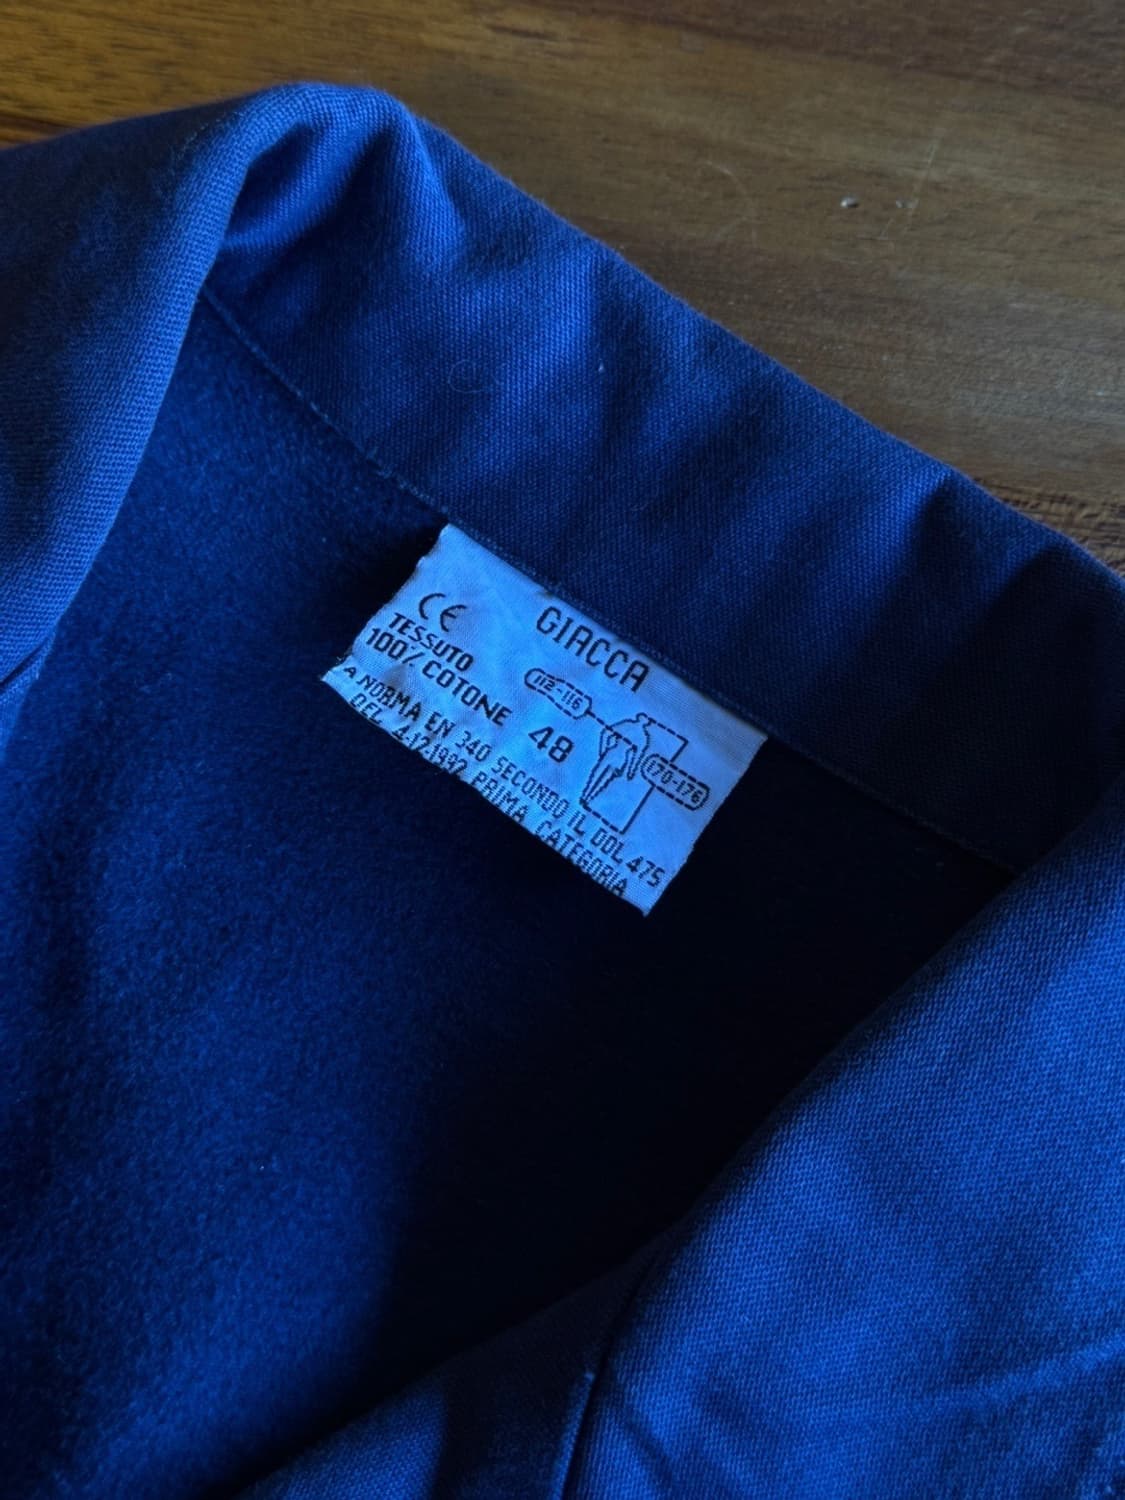 GIACCA
CE
TESSUTO
100% COTONE
112-116
48
170-176
A NORMA EN 340 SECONDO IL DDL 475
DEL 4-12-1992 PRIMA CATEGORIA